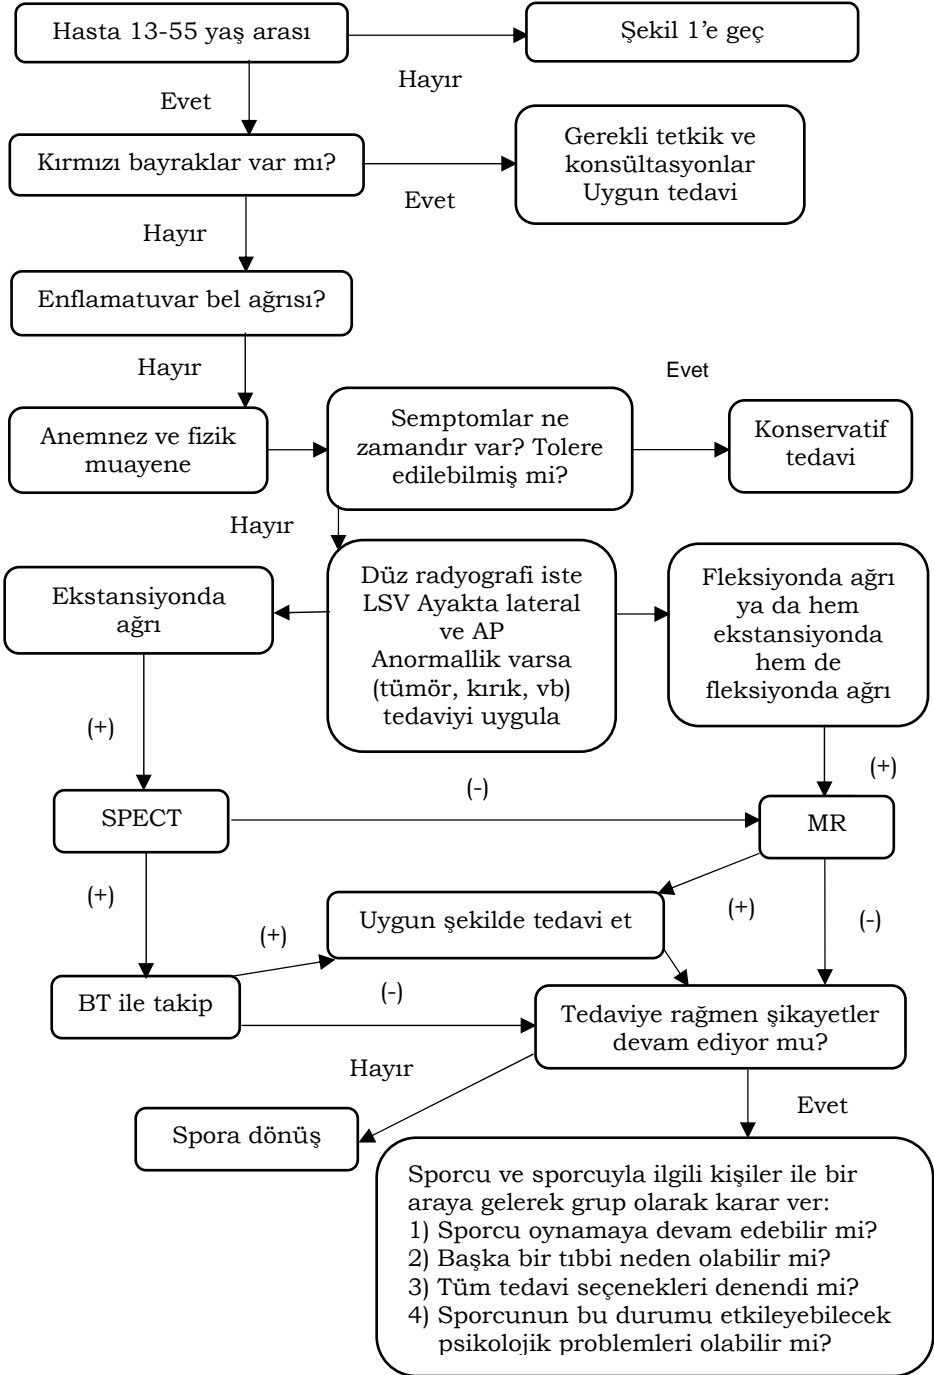 Hasta 13-55 yaş arası
Şekil 1’e geç
Hayır
Evet
Kırmızı bayraklar var mı?
Gerekli tetkik ve
konsültasyonlar
Uygun tedavi
Evet
Hayır
Enflamatuvar bel ağrısı?
Hayır
Evet
Anemnez ve fizik
muayene
Semptomlar ne
zamandır var? Tolere
edilebilmiş mi?
Konservatif
tedavi
Hayır
Ekstansiyonda
ağrı
Düz radyografi iste
LSV Ayakta lateral
ve AP
Anormallik varsa
(tümör, kırık, vb)
tedaviyi uygula
Fleksiyonda ağrı
ya da hem
ekstansiyonda
hem de
fleksiyonda ağrı
(+)
(+)
(-)
SPECT
MR
(+)
(+)
(-)
Uygun şekilde tedavi et
(+)
(-)
BT ile takip
Tedaviye rağmen şikayetler
devam ediyor mu?
Hayır
Evet
Spora dönüş
Sporcu ve sporcuyla ilgili kişiler ile bir
araya gelerek grup olarak karar ver:
1) Sporcu oynamaya devam edebilir mi?
2) Başka bir tıbbi neden olabilir mi?
3) Tüm tedavi seçenekleri denendi mi?
4) Sporcunun bu durumu etkileyebilecek
psikolojik problemleri olabilir mi?